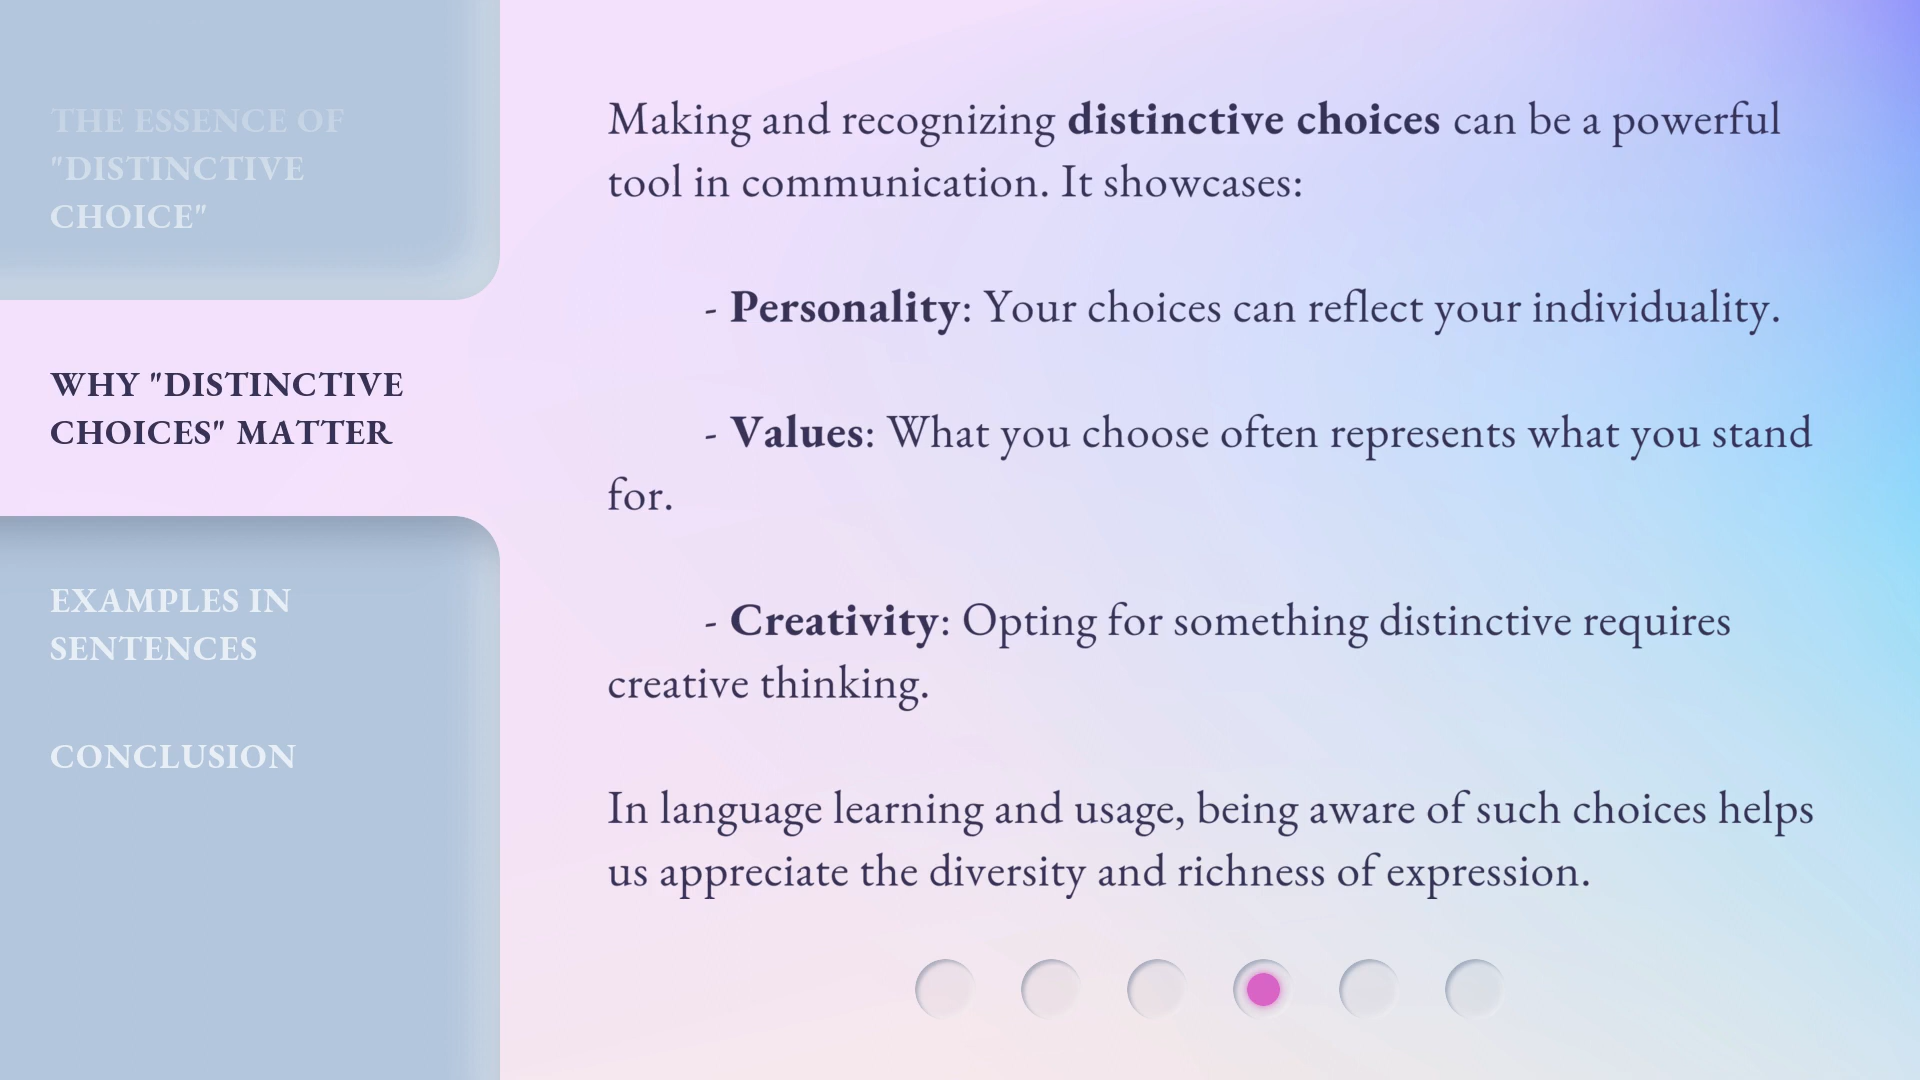 THE ESSENCE OF
"DISTINCTIVE
CHOICE"
WHY "DISTINCTIVE
CHOICES" MATTER
EXAMPLES IN
SENTENCES
CONCLUSION
Making and recognizing distinctive choices can be a powerful
tool in communication. It showcases:
- Personality: Your choices can reflect your individuality.
- Values: What you choose often represents what you stand
for.
- Creativity: Opting for something distinctive requires
creative thinking.
In language learning and usage, being aware of such choices helps
us appreciate the diversity and richness of expression.